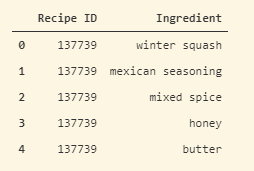 Recipe ID Ingredient
0 137739 winter squash
1 137739 mexican seasoning
2 137739 mixed spice
3 137739 honey
4 137739 butter